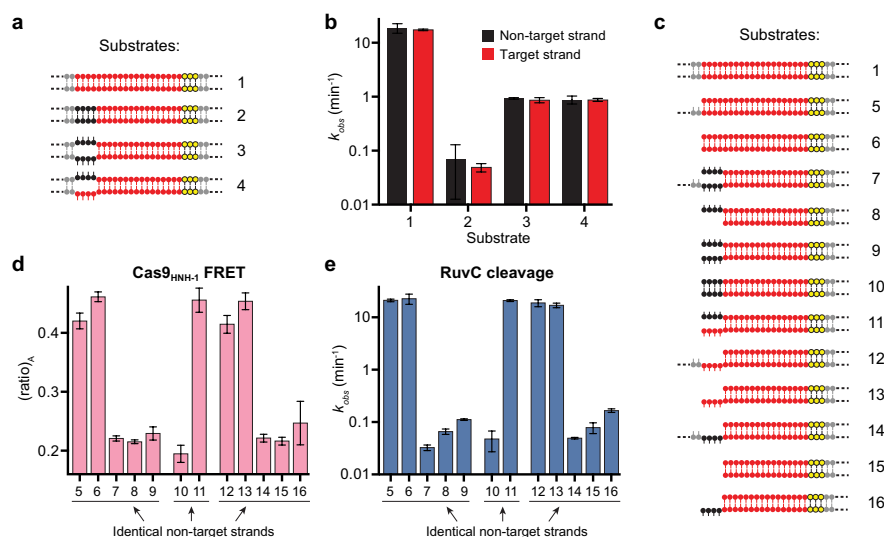 a
Substrates:
1
2
3
4
b
Non-target strand
Target strand
k_obs (min⁻¹)
10
1
0.1
0.01
1 2 3 4
Substrate
c
Substrates:
1
5
6
7
8
9
10
11
12
13
14
15
16
d
Cas9HNH-1 FRET
(ratio)A
0.4
0.3
0.2
5 6 7 8 9 10 11 12 13 14 15 16
Identical non-target strands
e
RuvC cleavage
k_obs (min⁻¹)
10
1
0.1
0.01
5 6 7 8 9 10 11 12 13 14 15 16
Identical non-target strands